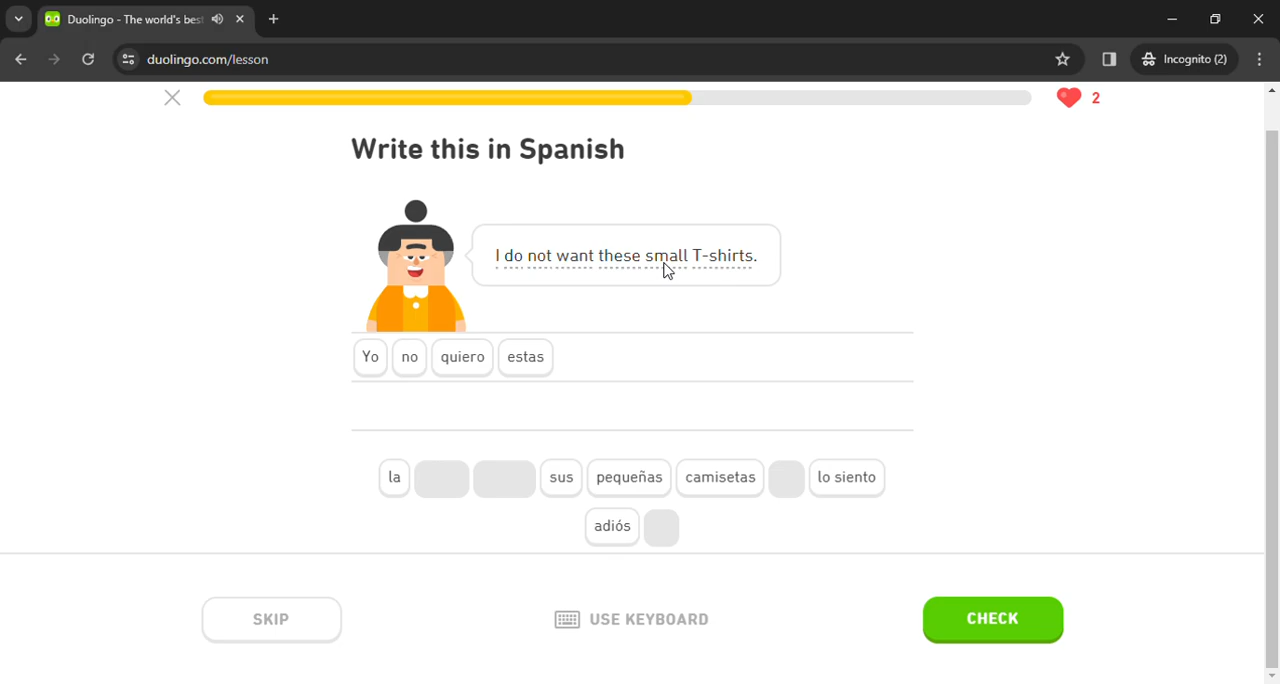 Duolingo - The world's bes
duolingo.com/lesson
Incognito (2)
2
Write this in Spanish
I do not want these small T-shirts.
Yo no quiero estas
la sus pequeñas camisetas lo siento
adiós
SKIP USE KEYBOARD CHECK